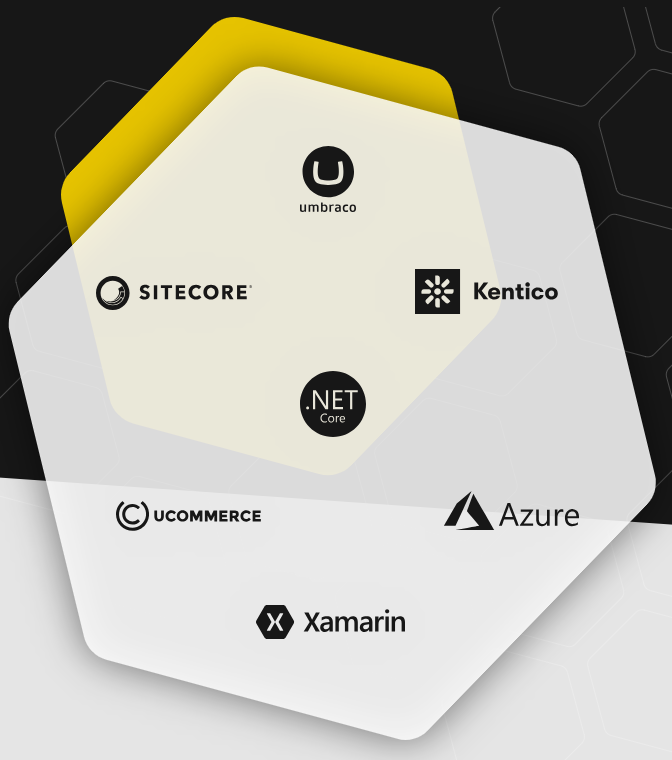 umbraco
SITECORE
Kentico
.NET
Core
UCOMMERCE
Azure
Xamarin